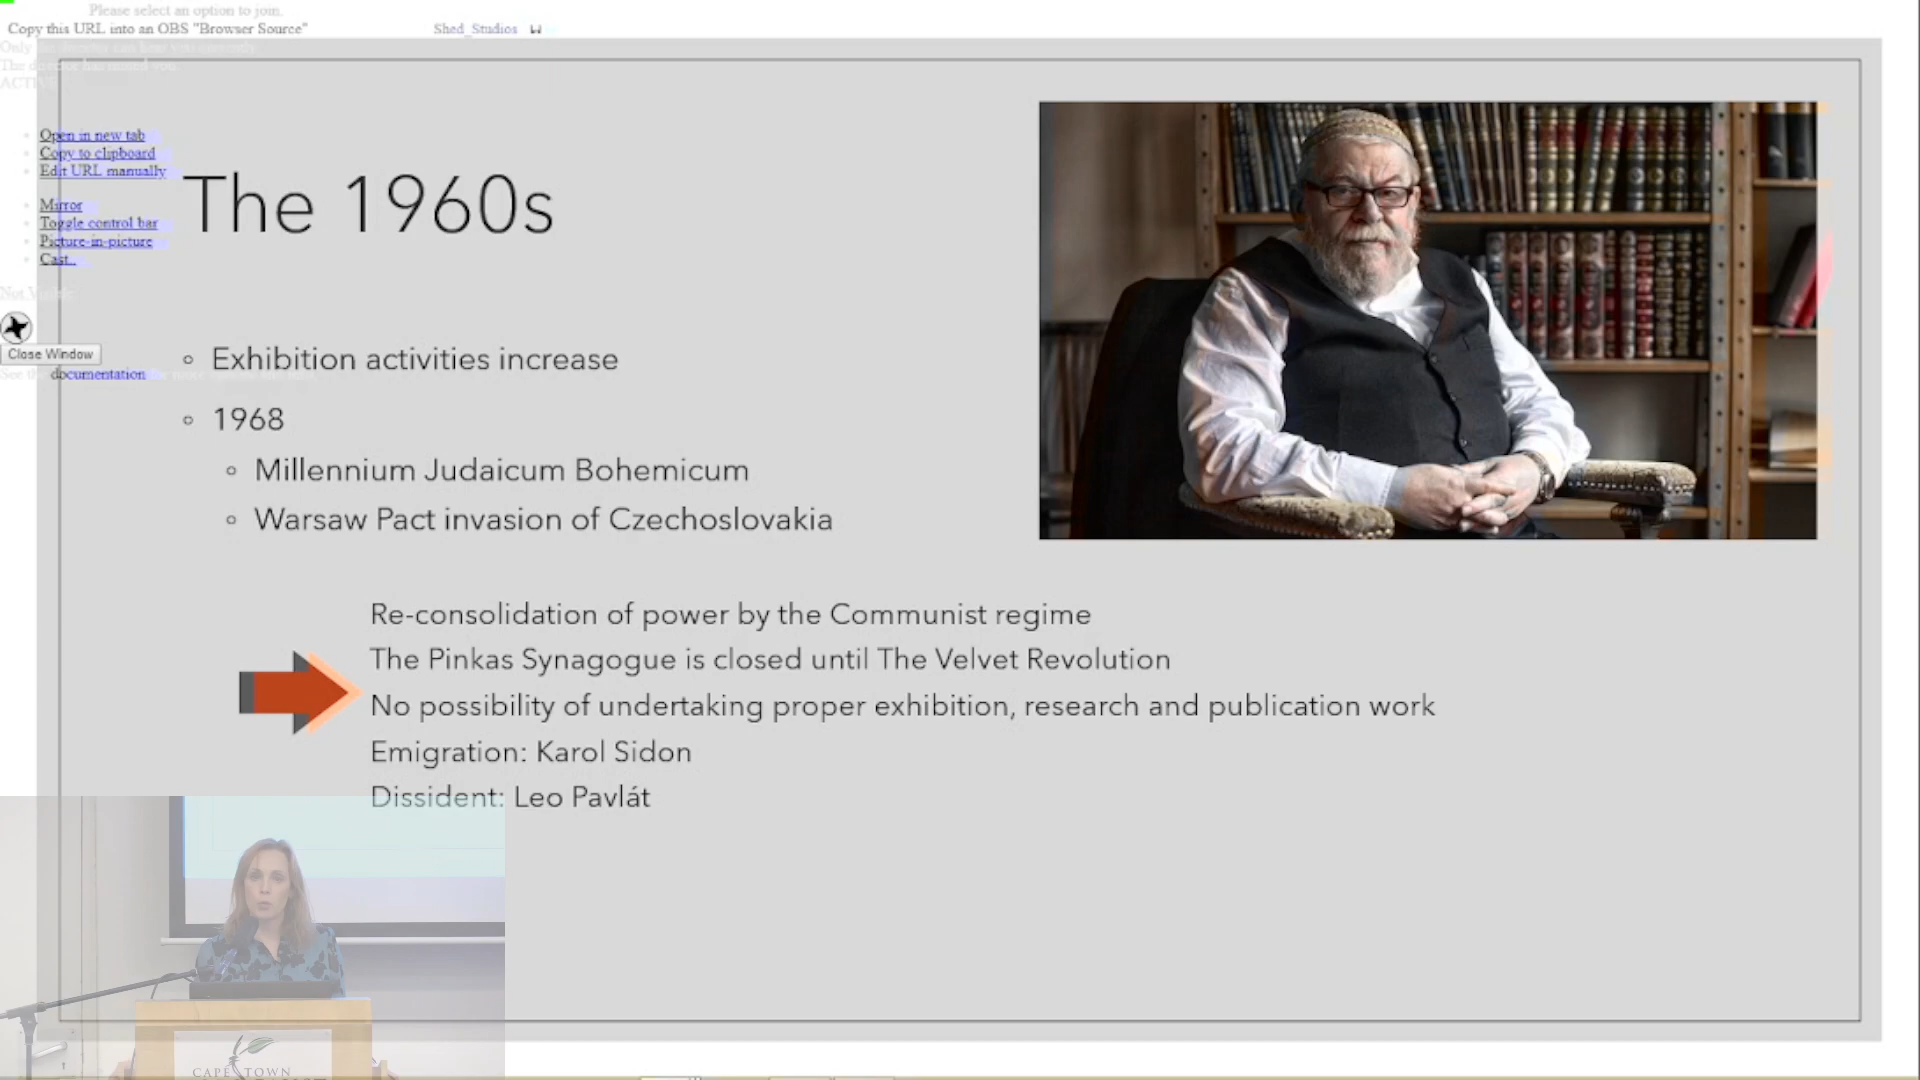 Please select an option to join.
Copy this URL into an OBS "Browser Source"
Shed_Studios
Open in new tab
Copy to clipboard
Edit URL manually
Mirror
Toggle control bar
Picture-in-picture
Cast..
Close Window
documentation
The 1960s
Exhibition activities increase
1968
Millennium Judaicum Bohemicum
Warsaw Pact invasion of Czechoslovakia
Re-consolidation of power by the Communist regime
The Pinkas Synagogue is closed until The Velvet Revolution
No possibility of undertaking proper exhibition, research and publication work
Emigration: Karol Sidon
Dissident: Leo Pavlát
CAPE TOWN